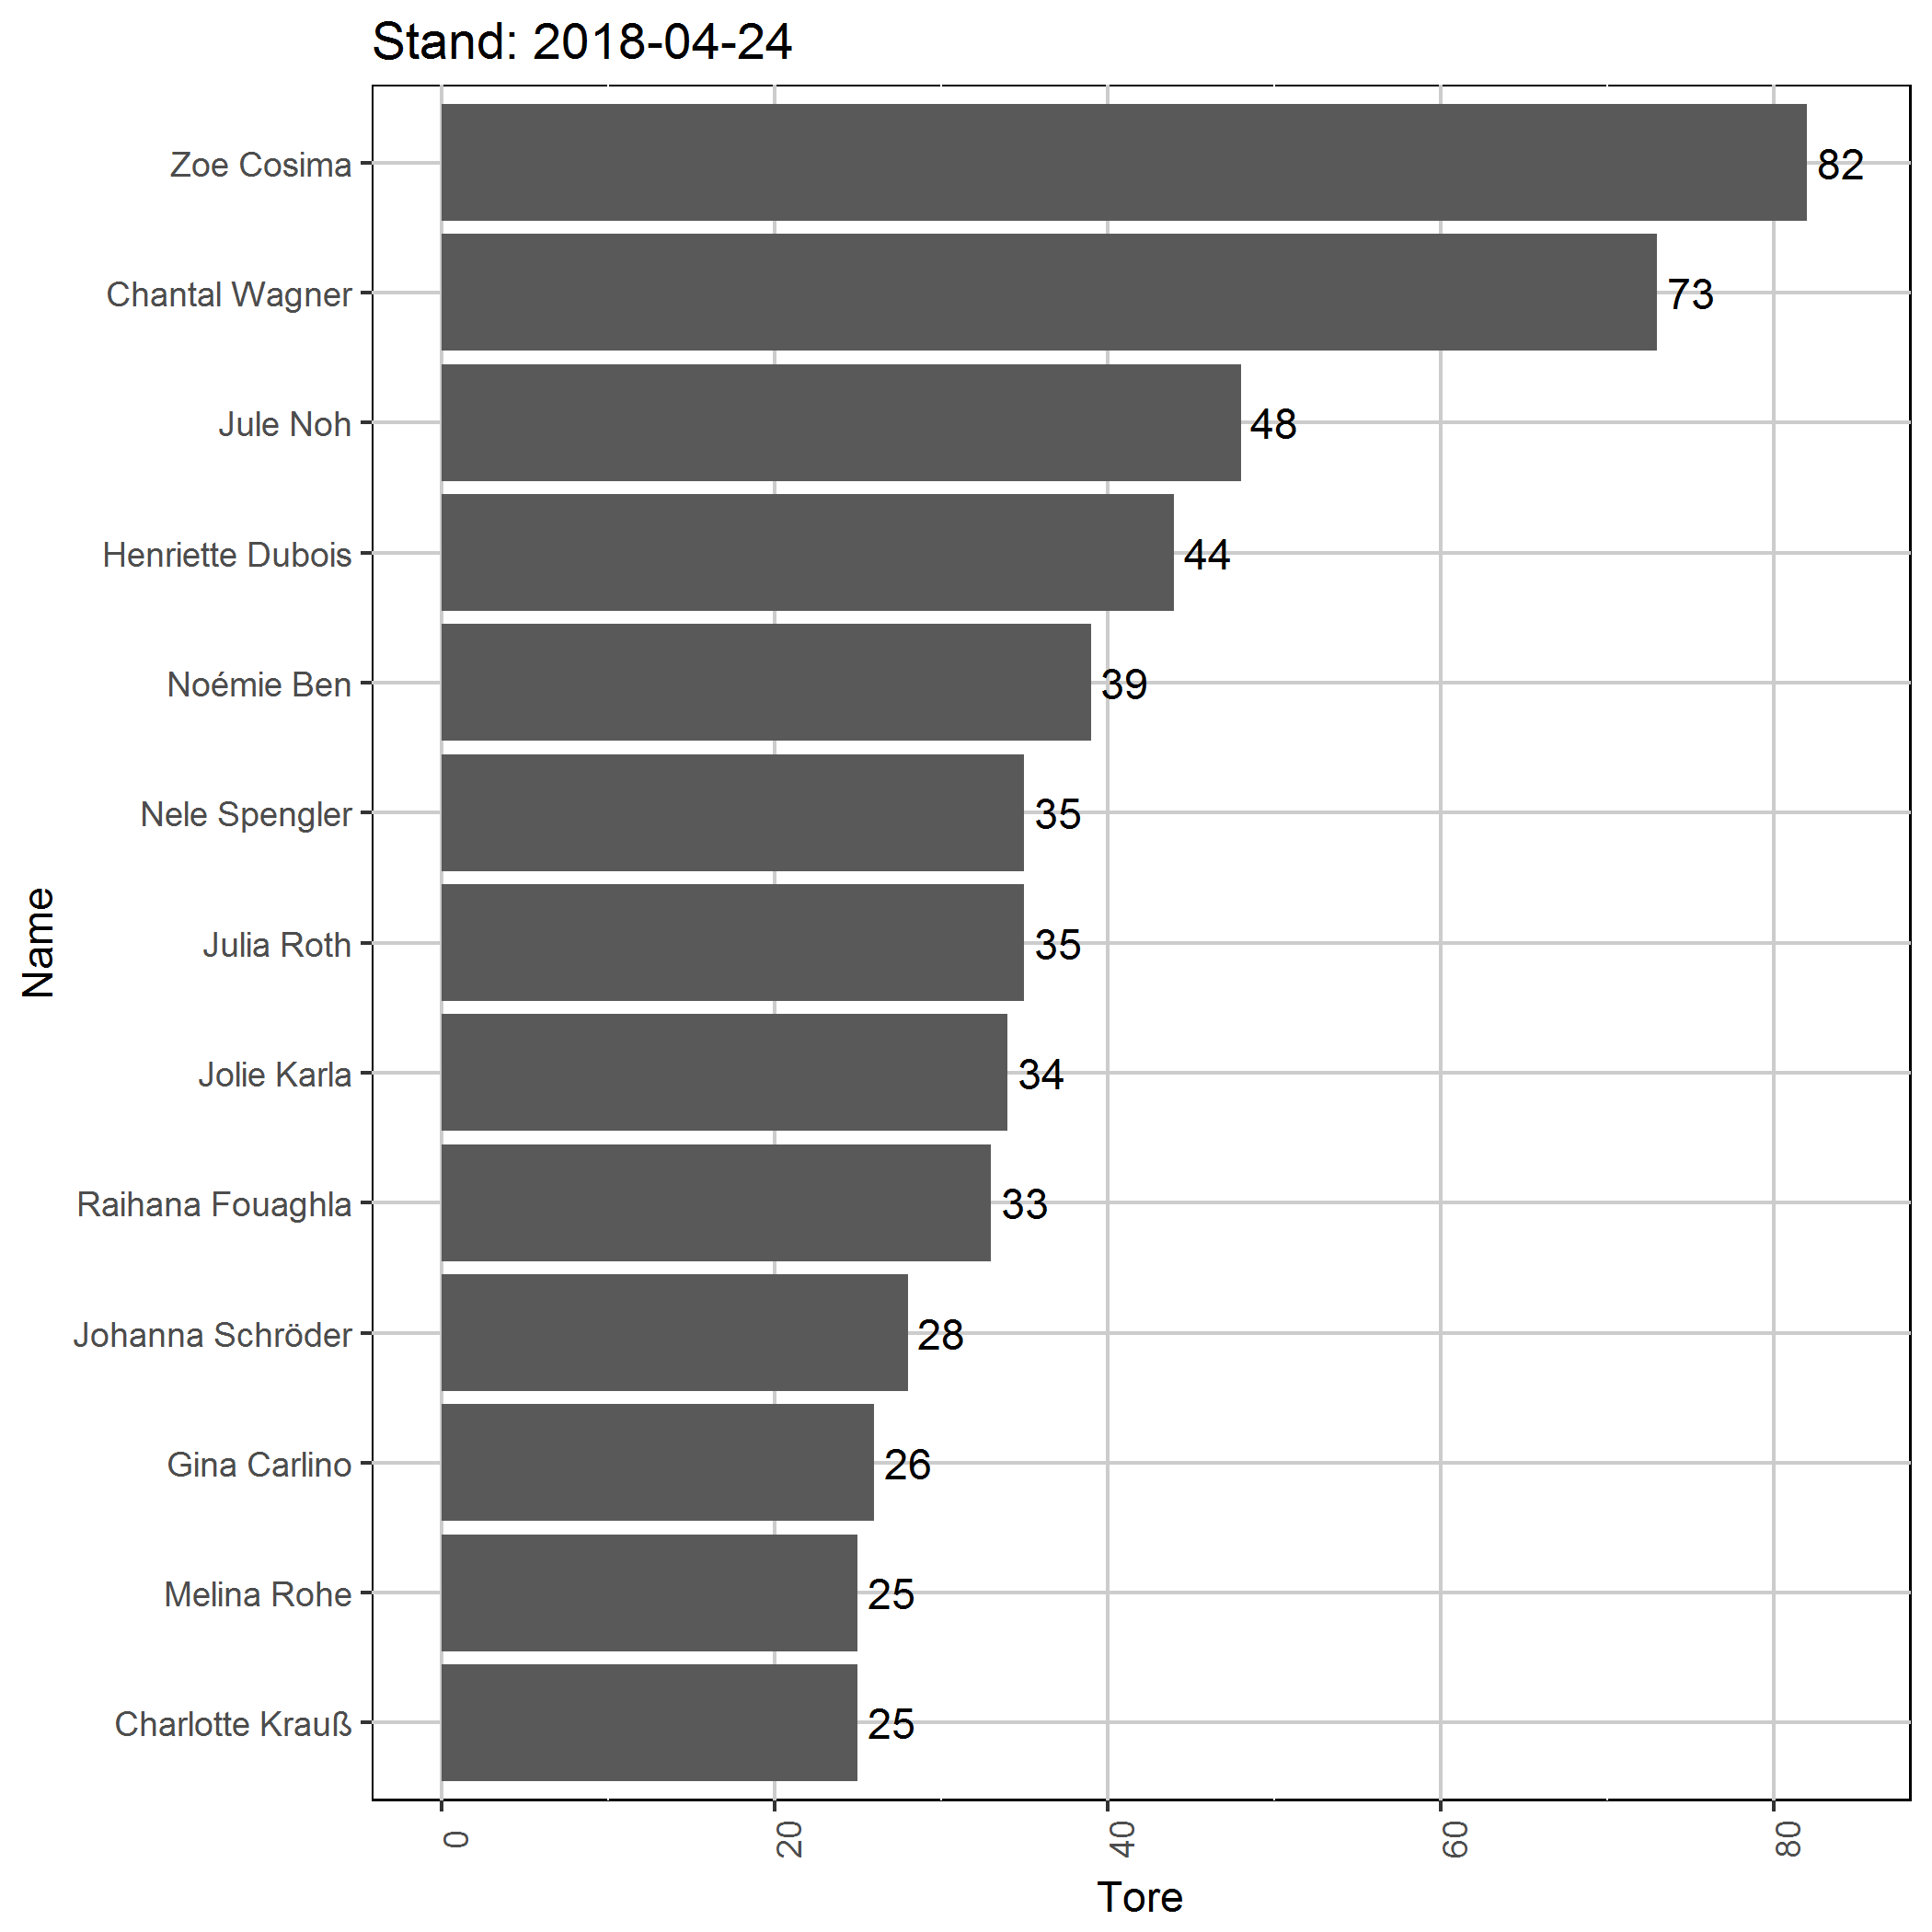 Stand: 2018-04-24
Zoe Cosima 82
Chantal Wagner 73
Jule Noh 48
Henriette Dubois 44
Noémie Ben 39
Nele Spengler 35
Julia Roth 35
Jolie Karla 34
Raihana Fouaghla 33
Johanna Schröder 28
Gina Carlino 26
Melina Rohe 25
Charlotte Krauß 25
Name
0 20 40 60 80
Tore